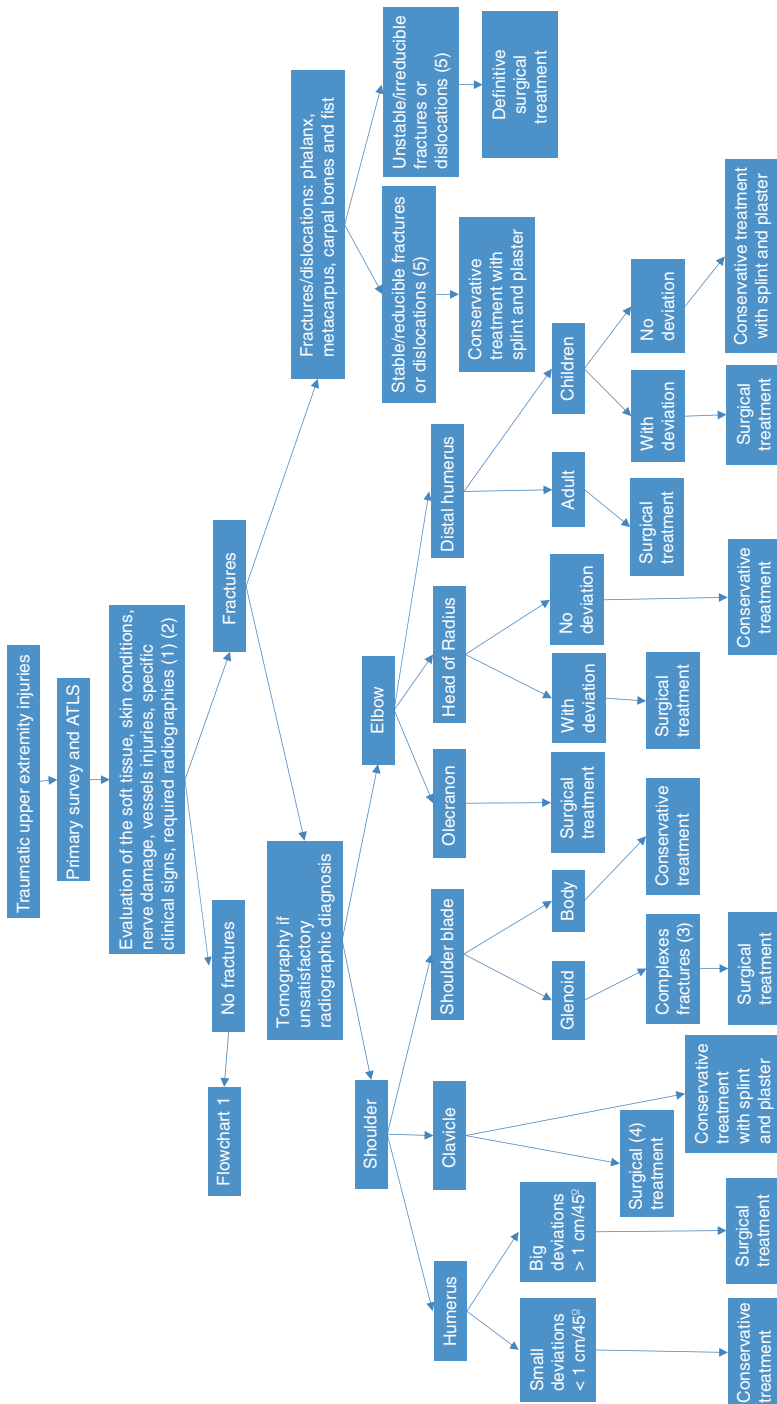 Traumatic upper extremity injuries
Primary survey and ATLS
Evaluation of the soft tissue, skin conditions,
nerve damage, vessels injuries, specific
clinical signs, required radiographies (1) (2)
No fractures
Fractures
Flowchart 1
Tomography if
unsatisfactory
radiographic diagnosis
Fractures/dislocations: phalanx,
metacarpus, carpal bones and fist
Shoulder
Elbow
Stable/reducible fractures
or dislocations (5)
Unstable/irreducible
fractures or
dislocations (5)
Humerus
Clavicle
Shoulder blade
Olecranon
Head of Radius
Distal humerus
Conservative
treatment with
splint and plaster
Definitive
surgical
treatment
Small
deviations
< 1 cm/45º
Big
deviations
> 1 cm/45º
Surgical (4)
treatment
Conservative
treatment
with splint
and plaster
Glenoid
Body
Surgical
treatment
With
deviation
No
deviation
Adult
Children
Complexes
fractures (3)
Conservative
treatment
Surgical
treatment
Surgical
treatment
With
deviation
No
deviation
Conservative
treatment
Surgical
treatment
Surgical
treatment
Conservative
treatment
Surgical
treatment
Conservative treatment
with splint and plaster